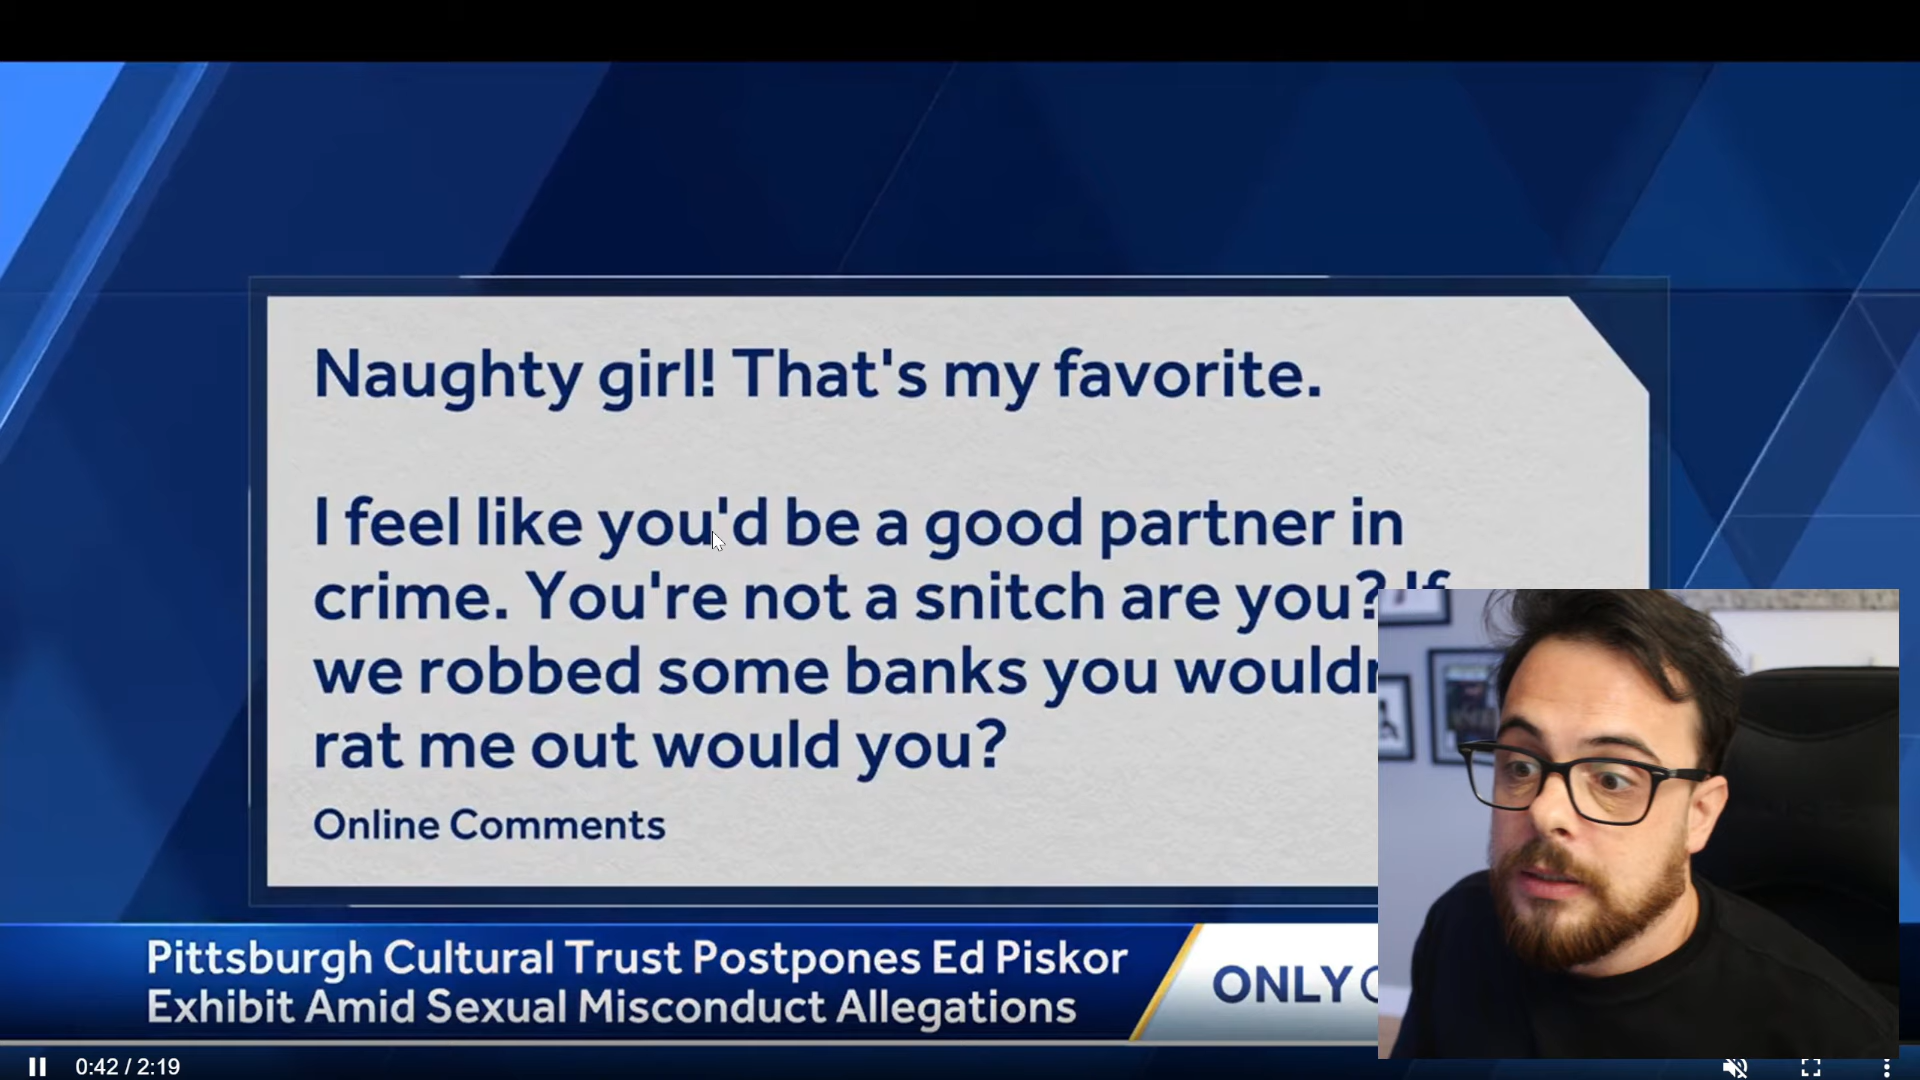 Naughty girl! That's my favorite.
I feel like you'd be a good partner in
crime. You're not a snitch are you? If
we robbed some banks you
rat me out would you?
Online Comments
Pittsburgh Cultural Trust Postpones Ed Piskor
Exhibit Amid Sexual Misconduct Allegations
ONLY
0:42 / 2:19